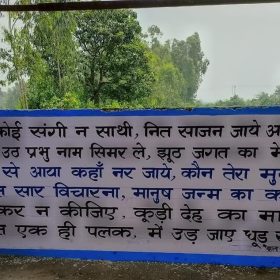 कोई संगी न साथी, नित साजन जाये
उठ प्रभु नाम सिमर ले, झूठ जगत का
से आया कहाँ नर जाये, कौन तेरा
सार विचारना, मानुष जन्म का
कर न कीजिए, कूड़ी देह का
एक ही पलक. में उड़ जाए धूड़